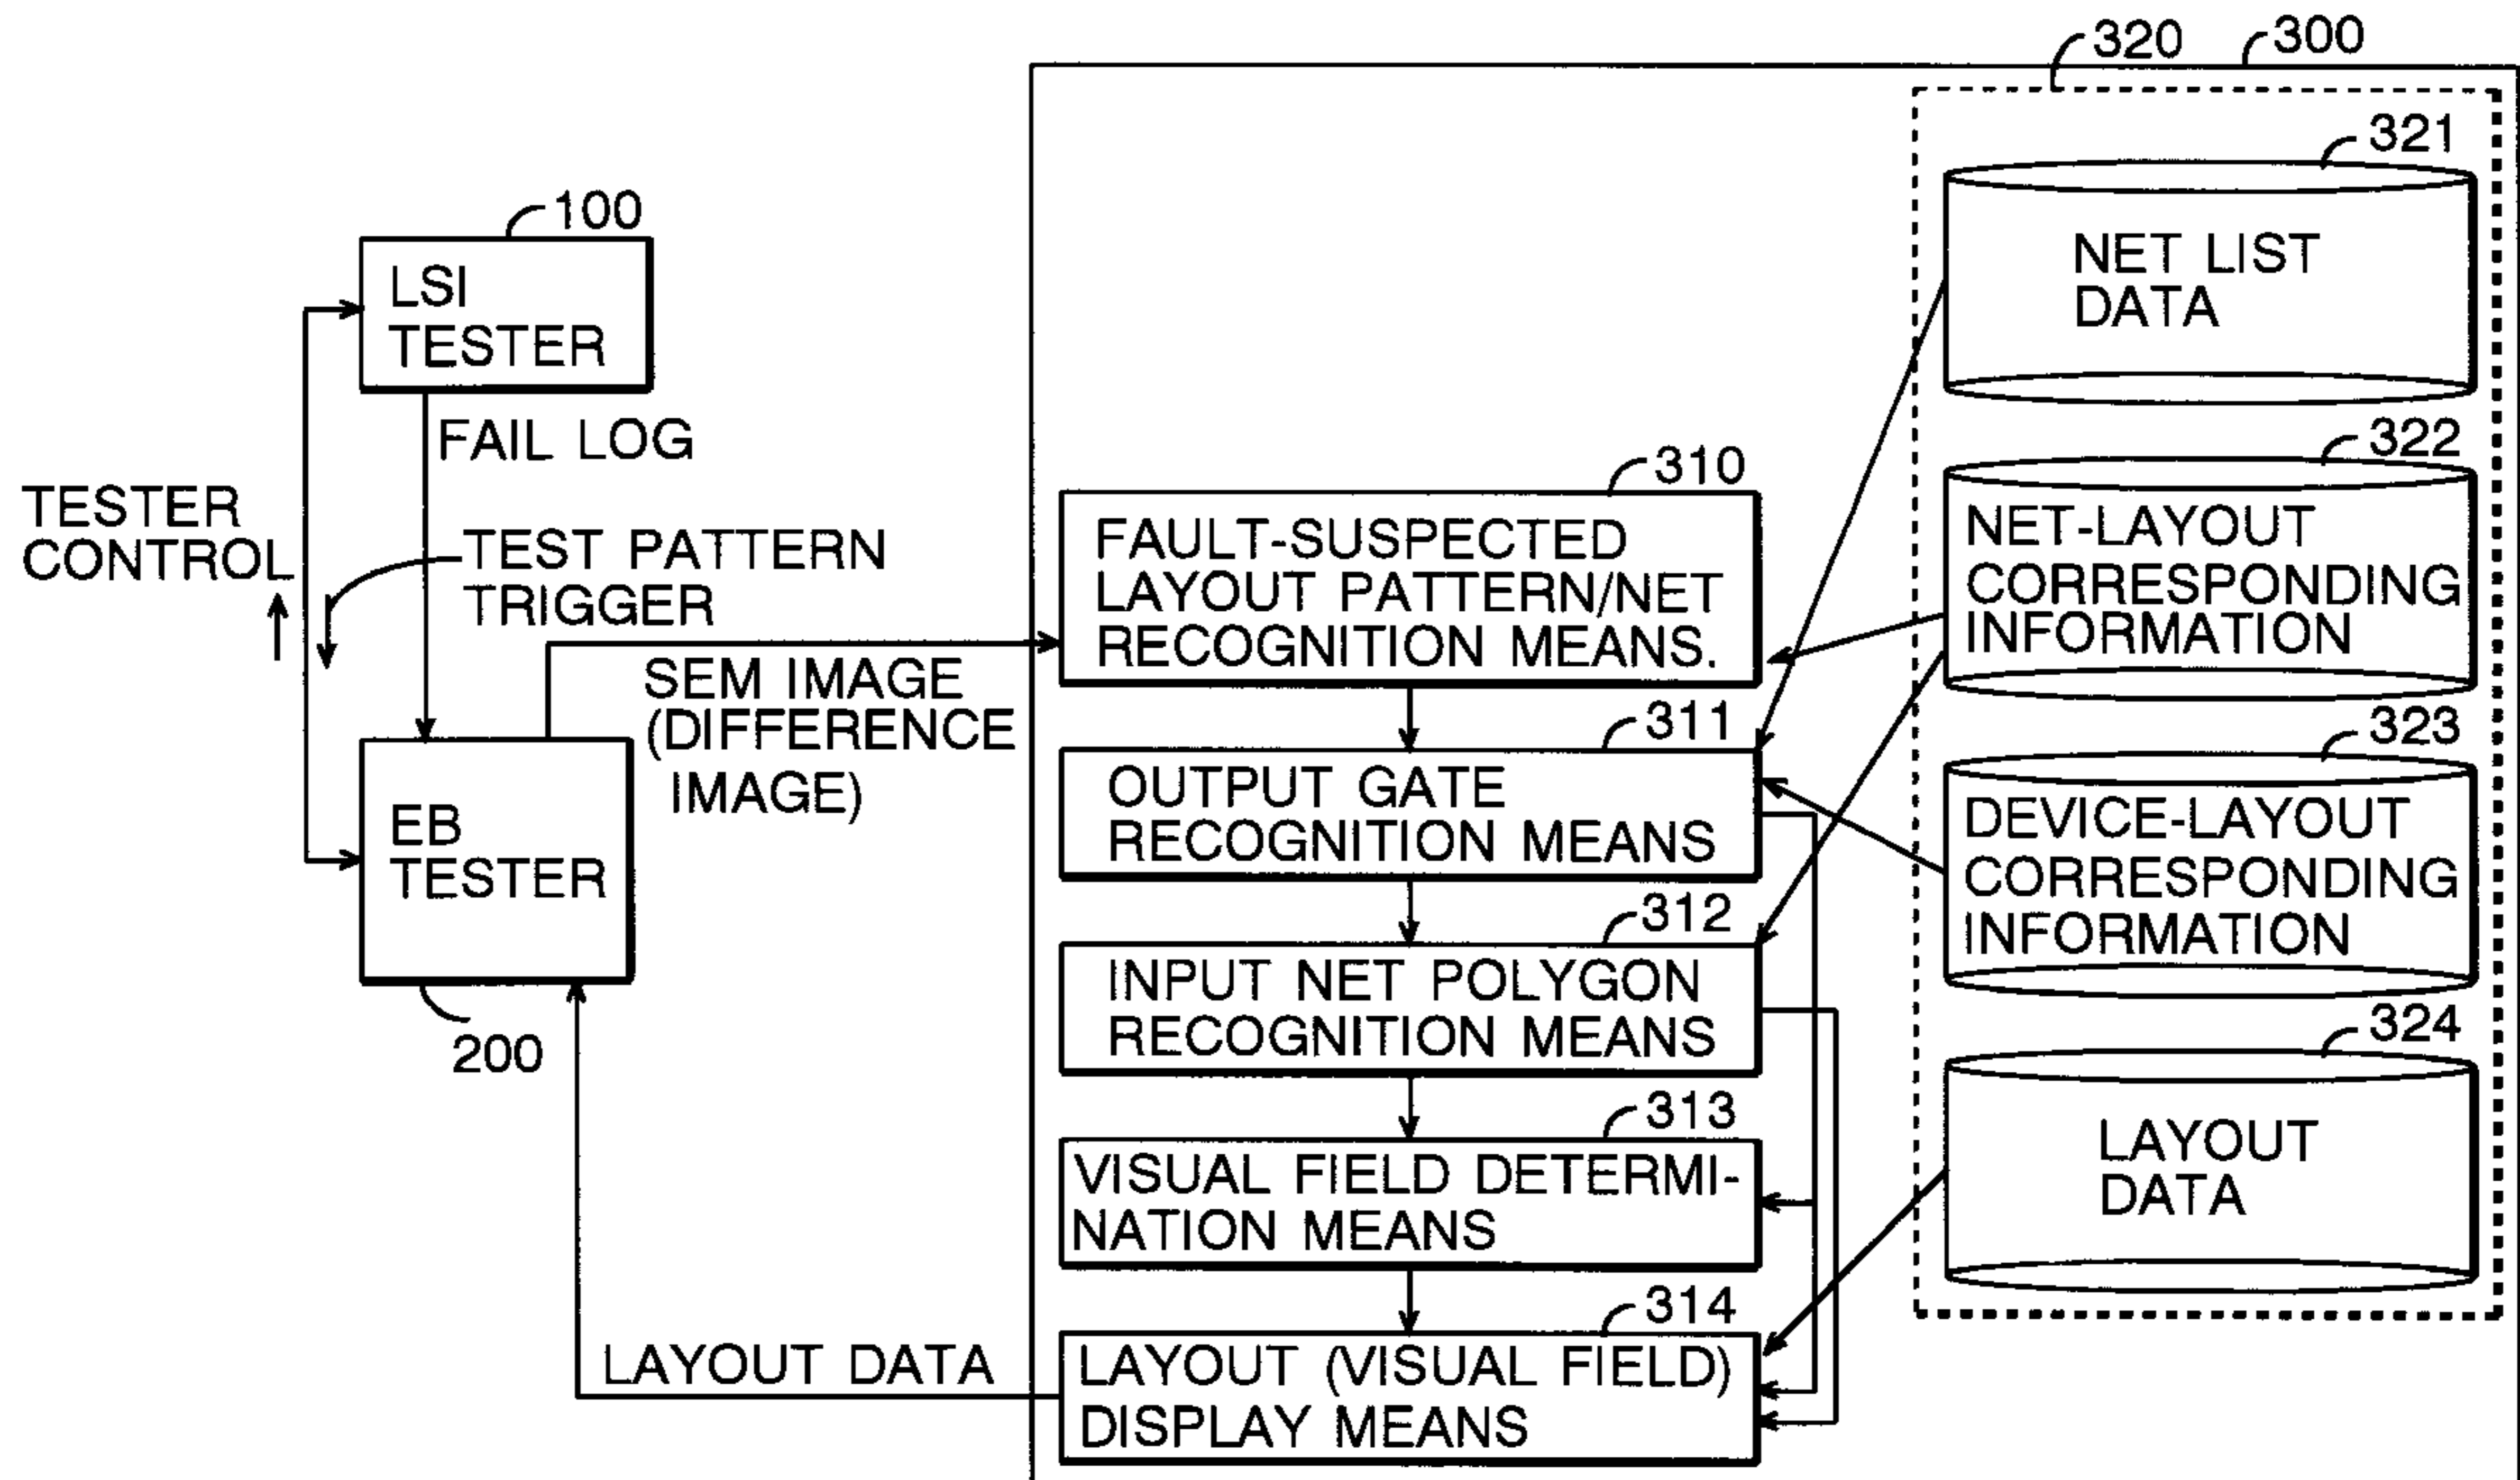 320
300
321
NET LIST
DATA
100
LSI
TESTER
FAIL LOG
322
NET-LAYOUT
CORRESPONDING
INFORMATION
310
FAULT-SUSPECTED
LAYOUT PATTERN/NET
RECOGNITION MEANS.
TESTER
CONTROL
TEST PATTERN
TRIGGER
SEM IMAGE
(DIFFERENCE
IMAGE)
311
OUTPUT GATE
RECOGNITION MEANS
323
DEVICE-LAYOUT
CORRESPONDING
INFORMATION
EB
TESTER
200
312
INPUT NET POLYGON
RECOGNITION MEANS
324
LAYOUT
DATA
313
VISUAL FIELD DETERMI-
NATION MEANS
314
LAYOUT (VISUAL FIELD)
DISPLAY MEANS
LAYOUT DATA